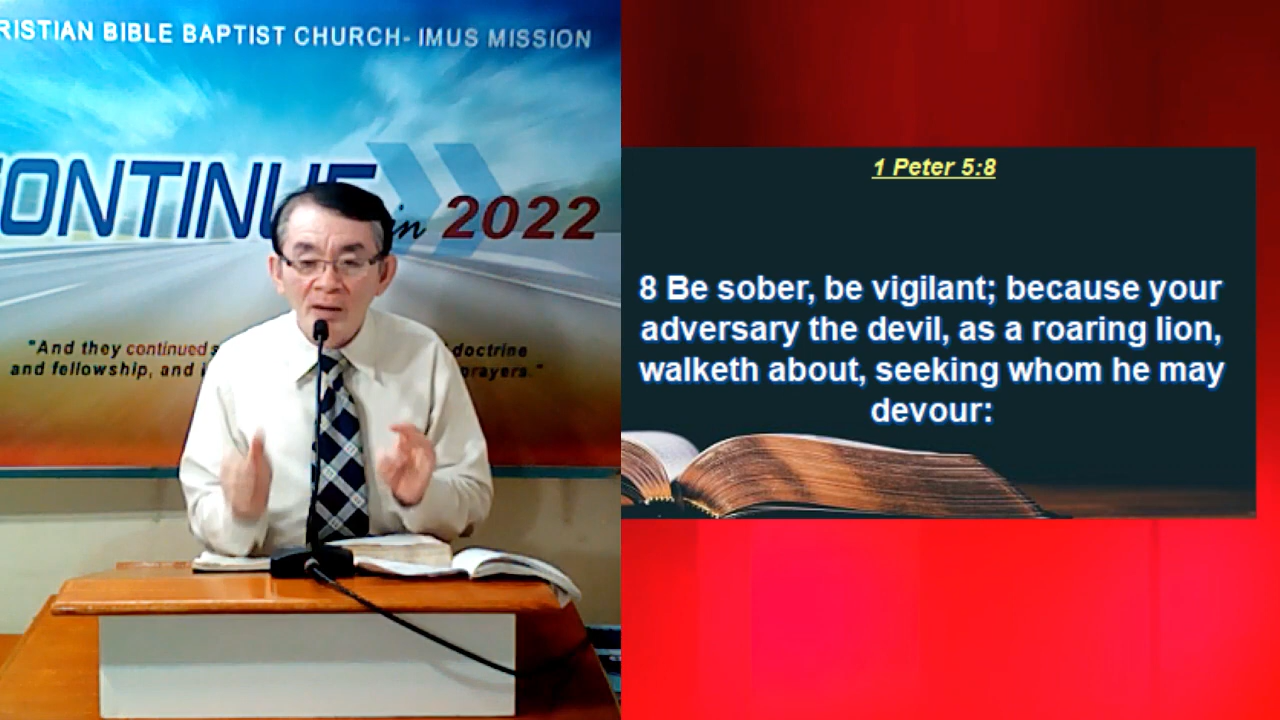 RISTIAN BIBLE BAPTIST CHURCH- IMUS MISSION
ONTINU
in 2022
"And they continued doctrine
and fellowship, and prayers."
1 Peter 5:8
8 Be sober, be vigilant; because your
adversary the devil, as a roaring lion,
walketh about, seeking whom he may
devour: